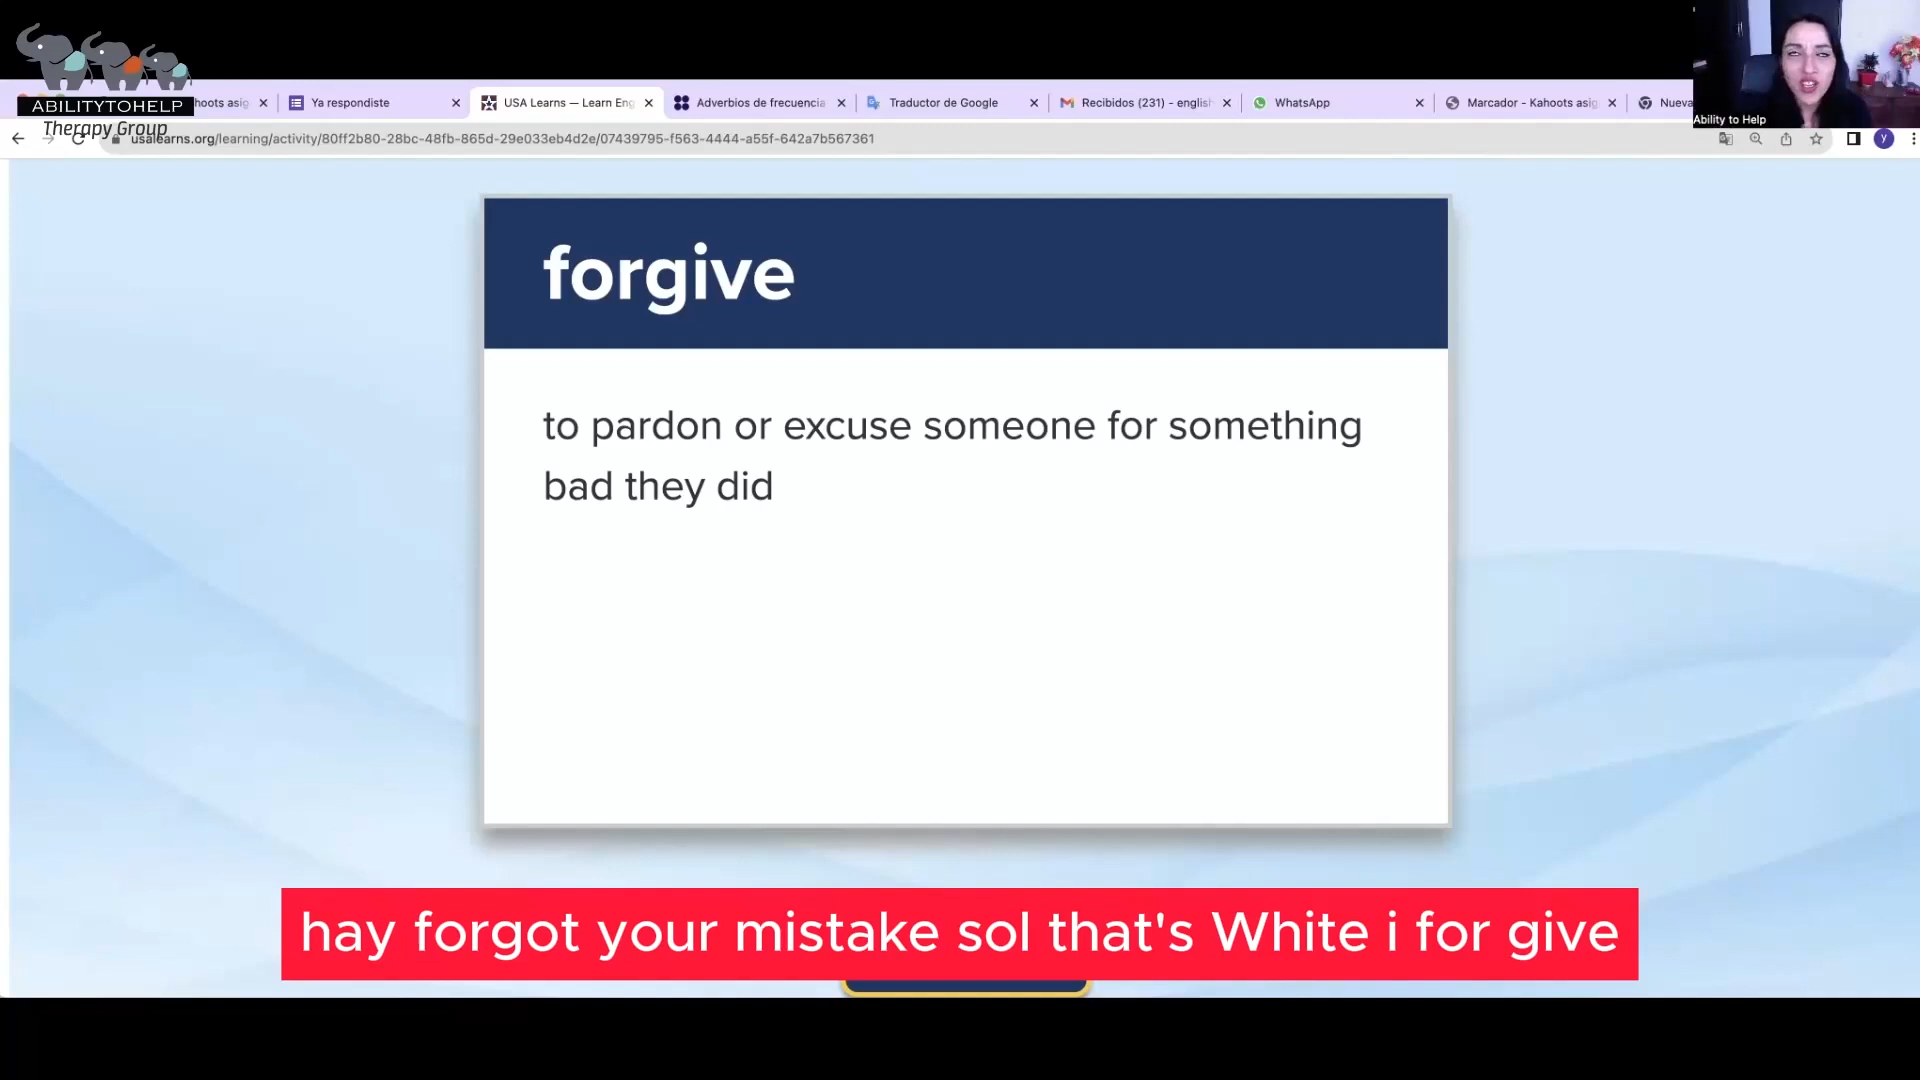 ABILITYTOHELP
Therapy Group
hoots asig
Ya respondiste
USA Learns — Learn Eng
Adverbios de frecuencia
Traductor de Google
Recibidos (231) - english
WhatsApp
Marcador - Kahoots asig
Nueva
Ability to Help
usalearns.org/learning/activity/80ff2b80-28bc-48fb-865d-29e033eb4d2e/07439795-f563-4444-a55f-642a7b567361
y
forgive
to pardon or excuse someone for something
bad they did
hay forgot your mistake sol that's White i for give